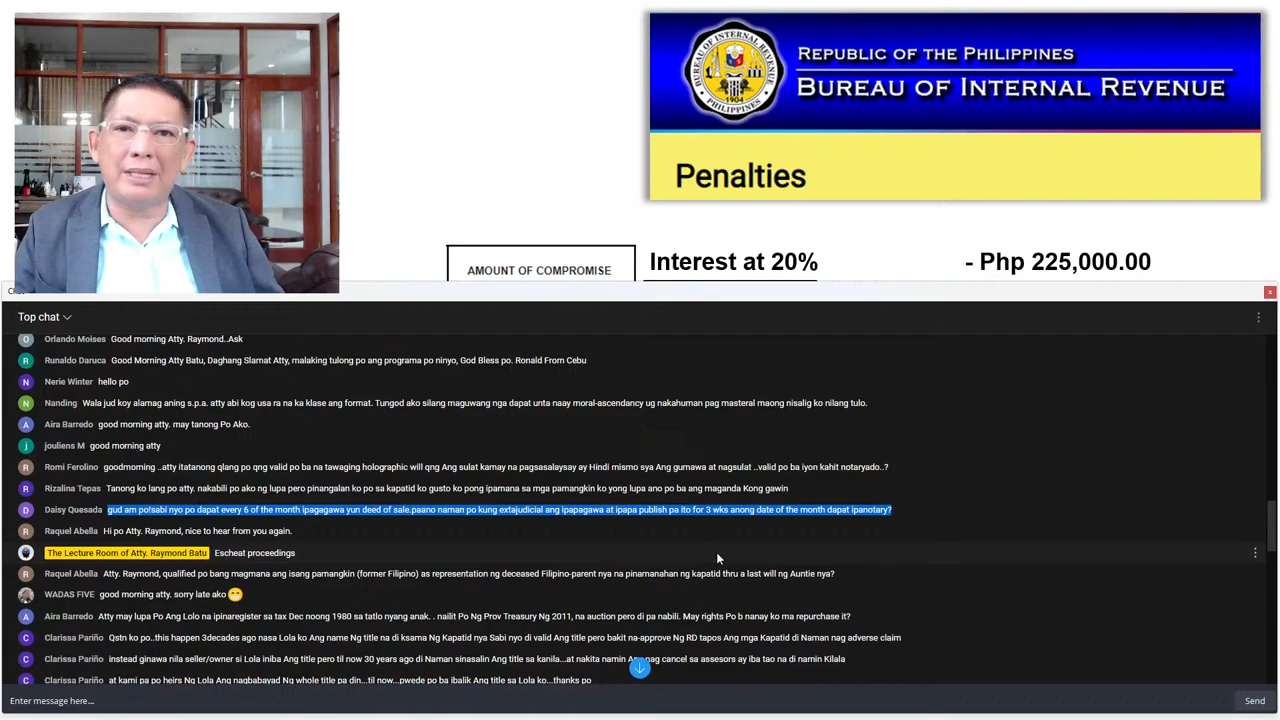 REPUBLIC OF THE PHILIPPINES
BUREAU OF INTERNAL REVENUE
BUREAU OF INTERNAL REVENUE
PHILIPPINES
1904
Penalties
AMOUNT OF COMPROMISE
Interest at 20% - Php 225,000.00
x
Top chat
Orlando Moises Good morning Atty. Raymond..Ask
R Runaldo Daruca Good Morning Atty Batu, Daghang Slamat Atty, malaking tulong po ang programa po ninyo, God Bless po. Ronald From Cebu
N Nerie Winter hello po
N Nanding Wala jud koy alamag aning s.p.a. atty abi kog usa ra na ka klase ang format. Tungod ako silang maguwang nga dapat unta naay moral-ascendancy ug nakahuman pag masteral maong nisalig ko nilang tulo.
A Aira Barredo good morning atty. may tanong Po Ako.
j jouliens M good morning atty
R Romi Ferolino goodmorning ..atty itatanong qlang po qng valid po ba na tawaging holographic will qng Ang sulat kamay na pagsasalaysay ay Hindi mismo sya Ang gumawa at nagsulat ..valid po ba iyon kahit notaryado..?
R Rizalina Tepas Tanong ko lang po atty. nakabili po ako ng lupa pero pinangalan ko po sa kapatid ko gusto ko pong ipamana sa mga pamangkin ko yong lupa ano po ba ang maganda Kong gawin
D Daisy Quesada gud am po!sabi nyo po dapat every 6 of the month ipagagawa yun deed of sale.paano naman po kung extajudicial ang ipapagawa at ipapa publish pa ito for 3 wks anong date of the month dapat ipanotary?
R Raquel Abella Hi po Atty. Raymond, nice to hear from you again.
The Lecture Room of Atty. Raymond Batu Escheat proceedings
R Raquel Abella Atty. Raymond, qualified po bang magmana ang isang pamangkin (former Filipino) as representation ng deceased Filipino-parent nya na pinamanahan ng kapatid thru a last will ng Auntie nya?
WADAS FIVE good morning atty. sorry late ako
A Aira Barredo Atty may lupa Po Ang Lolo na ipinaregister sa tax Dec noong 1980 sa tatlo nyang anak. . nailit Po Ng Prov Treasury Ng 2011, na auction pero di pa nabili. May rights Po b nanay ko ma repurchase it?
C Clarissa Pariño Qstn ko po..this happen 3decades ago nasa Lola ko Ang name Ng title na di ksama Ng Kapatid nya Sabi nyo di valid Ang title pero bakit na-approve Ng RD tapos Ang mga Kapatid di Naman nag adverse claim
C Clarissa Pariño instead ginawa nila seller/owner si Lola iniba Ang title pero til now 30 years ago di Naman sinasalin Ang title sa kanila...at nakita namin Ang nag cancel sa assesors ay iba tao na di namin Kilala
C Clarissa Pariño at kami pa po heirs Ng Lola Ang nagbabayad Ng whole title pa din...til now...pwede po ba ibalik Ang title sa Lola ko...thanks po
Enter message here... Send